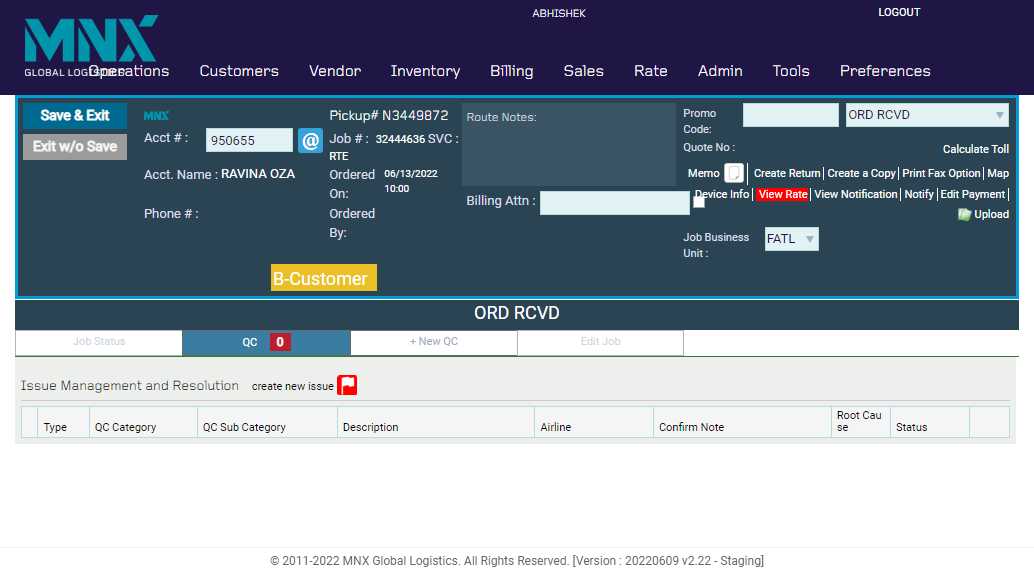 ABHISHEK
LOGOUT
MNX
GLOBAL LOGISTICS
Operations Customers Vendor Inventory Billing Sales Rate Admin Tools Preferences
Save & Exit
Exit w/o Save
MNX
Acct # : 950655 @
Acct. Name : RAVINA OZA
Phone # :
Pickup# N3449872
Job # : 32444636 SVC :
RTE
Ordered 06/13/2022
On: 10:00
Ordered
By:
B-Customer
Route Notes:
Billing Attn :
Promo
Code:
ORD RCVD
Quote No :
Calculate Toll
Memo Create Return Create a Copy Print Fax Option Map
Device Info View Rate View Notification Notify Edit Payment
Upload
Job Business
Unit :
FATL
ORD RCVD
Job Status QC 0 + New QC Edit Job
Issue Management and Resolution create new issue
Type QC Category QC Sub Category Description Airline Confirm Note Root Cau
se Status
© 2011-2022 MNX Global Logistics. All Rights Reserved. [Version : 20220609 v2.22 - Staging]